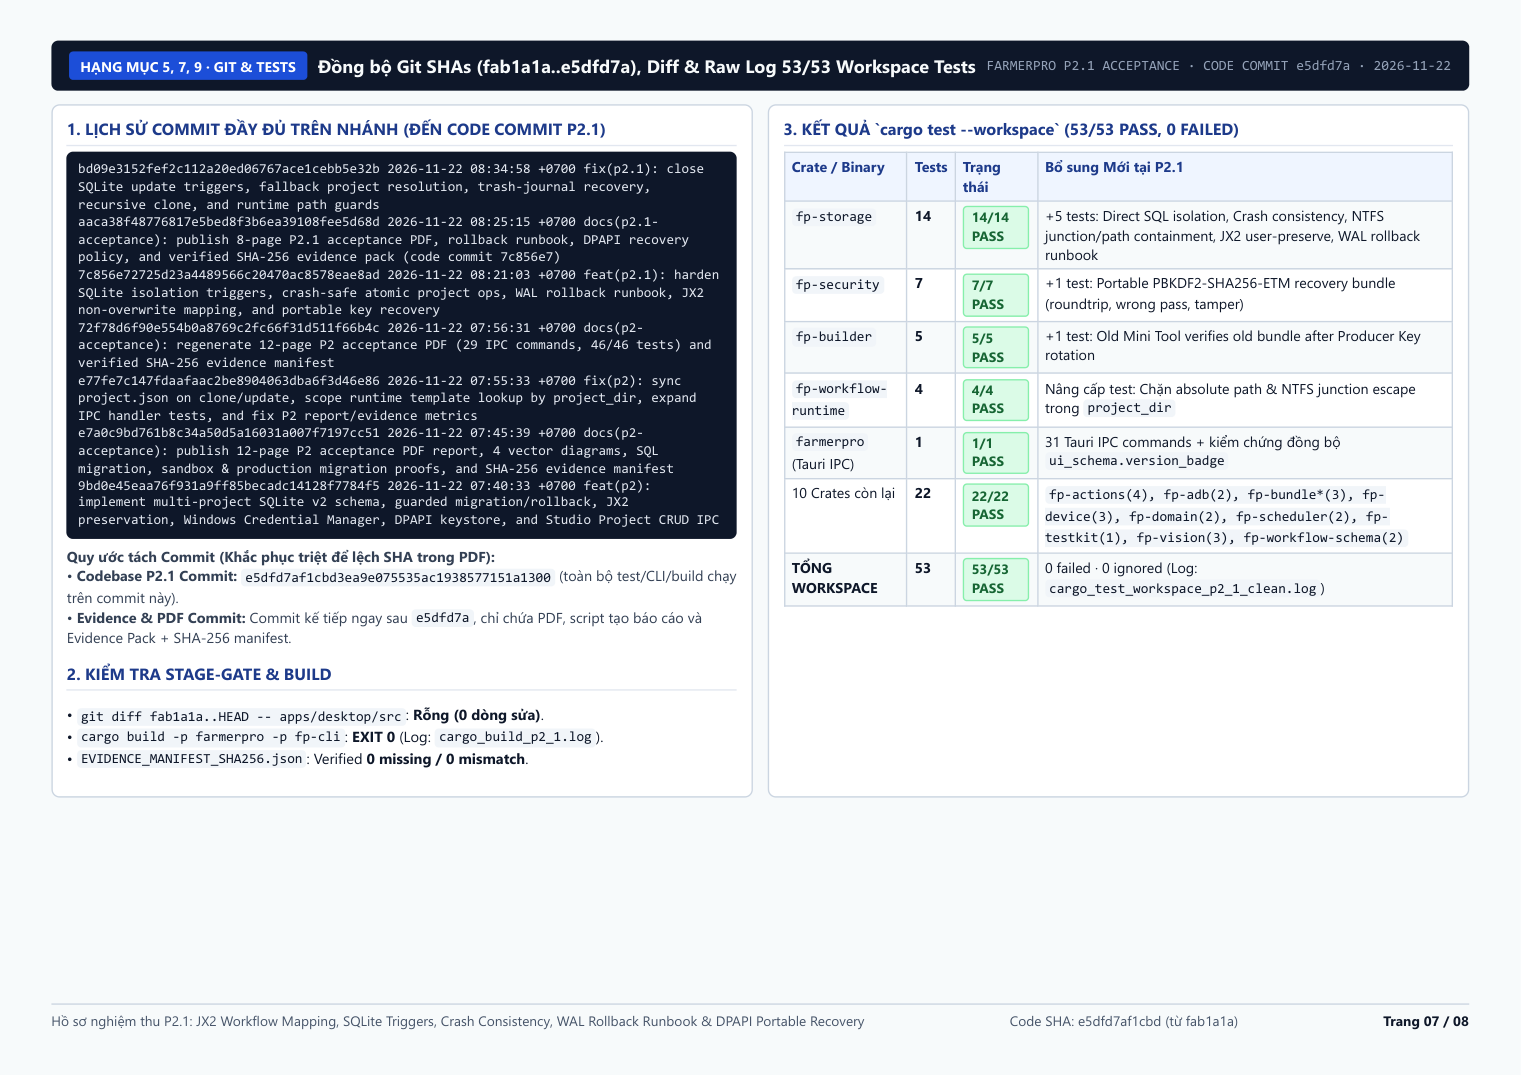 HẠNG MỤC 5, 7, 9 · GIT & TESTS
Đồng bộ Git SHAs (fab1a1a..e5dfd7a), Diff & Raw Log 53/53 Workspace Tests
FARMERPRO P2.1 ACCEPTANCE · CODE COMMIT e5dfd7a · 2026-11-22
1. LỊCH SỬ COMMIT ĐẦY ĐỦ TRÊN NHÁNH (ĐẾN CODE COMMIT P2.1)
bd09e3152fef2c112a20ed06767ace1cebb5e32b 2026-11-22 08:34:58 +0700 fix(p2.1): close
SQLite update triggers, fallback project resolution, trash-journal recovery,
recursive clone, and runtime path guards
aaca38f48776817e5bed8f3b6ea39108fee5d68d 2026-11-22 08:25:15 +0700 docs(p2.1-
acceptance): publish 8-page P2.1 acceptance PDF, rollback runbook, DPAPI recovery
policy, and verified SHA-256 evidence pack (code commit 7c856e7)
7c856e72725d23a4489566c20470ac8578eae8ad 2026-11-22 08:21:03 +0700 feat(p2.1): harden
SQLite isolation triggers, crash-safe atomic project ops, WAL rollback runbook, JX2
non-overwrite mapping, and portable key recovery
72f78d6f90e554b0a8769c2fc66f31d511f66b4c 2026-11-22 07:56:31 +0700 docs(p2-
acceptance): regenerate 12-page P2 acceptance PDF (29 IPC commands, 46/46 tests) and
verified SHA-256 evidence manifest
e77fe7c147fdaafaac2be8904063dba6f3d46e86 2026-11-22 07:55:33 +0700 fix(p2): sync
project.json on clone/update, scope runtime template lookup by project_dir, expand
IPC handler tests, and fix P2 report/evidence metrics
e7a0c9bd761b8c34a50d5a16031a007f7197cc51 2026-11-22 07:45:39 +0700 docs(p2-
acceptance): publish 12-page P2 acceptance PDF report, 4 vector diagrams, SQL
migration, sandbox & production migration proofs, and SHA-256 evidence manifest
9bd0e45eaa76f931a9ff85becadc14128f7784f5 2026-11-22 07:40:33 +0700 feat(p2):
implement multi-project SQLite v2 schema, guarded migration/rollback, JX2
preservation, Windows Credential Manager, DPAPI keystore, and Studio Project CRUD IPC
Quy ước tách Commit (Khắc phục triệt để lệch SHA trong PDF):
• Codebase P2.1 Commit: e5dfd7af1cbd3ea9e075535ac1938577151a1300 (toàn bộ test/CLI/build chạy
trên commit này).
• Evidence & PDF Commit: Commit kế tiếp ngay sau e5dfd7a, chỉ chứa PDF, script tạo báo cáo và
Evidence Pack + SHA-256 manifest.
2. KIỂM TRA STAGE-GATE & BUILD
• git diff fab1a1a..HEAD -- apps/desktop/src: Rỗng (0 dòng sửa).
• cargo build -p farmerpro -p fp-cli: EXIT 0 (Log: cargo_build_p2_1.log).
• EVIDENCE_MANIFEST_SHA256.json: Verified 0 missing / 0 mismatch.
3. KẾT QUẢ `cargo test --workspace` (53/53 PASS, 0 FAILED)
Crate / Binary Tests Trạng Bổ sung Mới tại P2.1
thái
fp-storage 14 14/14 +5 tests: Direct SQL isolation, Crash consistency, NTFS
PASS junction/path containment, JX2 user-preserve, WAL rollback
runbook
fp-security 7 7/7 +1 test: Portable PBKDF2-SHA256-ETM recovery bundle
PASS (roundtrip, wrong pass, tamper)
fp-builder 5 5/5 +1 test: Old Mini Tool verifies old bundle after Producer Key
PASS rotation
fp-workflow- 4 4/4 Nâng cấp test: Chặn absolute path & NTFS junction escape
runtime PASS trong project_dir
farmerpro 1 1/1 31 Tauri IPC commands + kiểm chứng đồng bộ
(Tauri IPC) PASS ui_schema.version_badge
10 Crates còn lại 22 22/22 fp-actions(4), fp-adb(2), fp-bundle*(3), fp-
PASS device(3), fp-domain(2), fp-scheduler(2), fp-
testkit(1), fp-vision(3), fp-workflow-schema(2)
TỔNG 53 53/53 0 failed · 0 ignored (Log:
WORKSPACE PASS cargo_test_workspace_p2_1_clean.log)
Hồ sơ nghiệm thu P2.1: JX2 Workflow Mapping, SQLite Triggers, Crash Consistency, WAL Rollback Runbook & DPAPI Portable Recovery
Code SHA: e5dfd7af1cbd (từ fab1a1a)
Trang 07 / 08